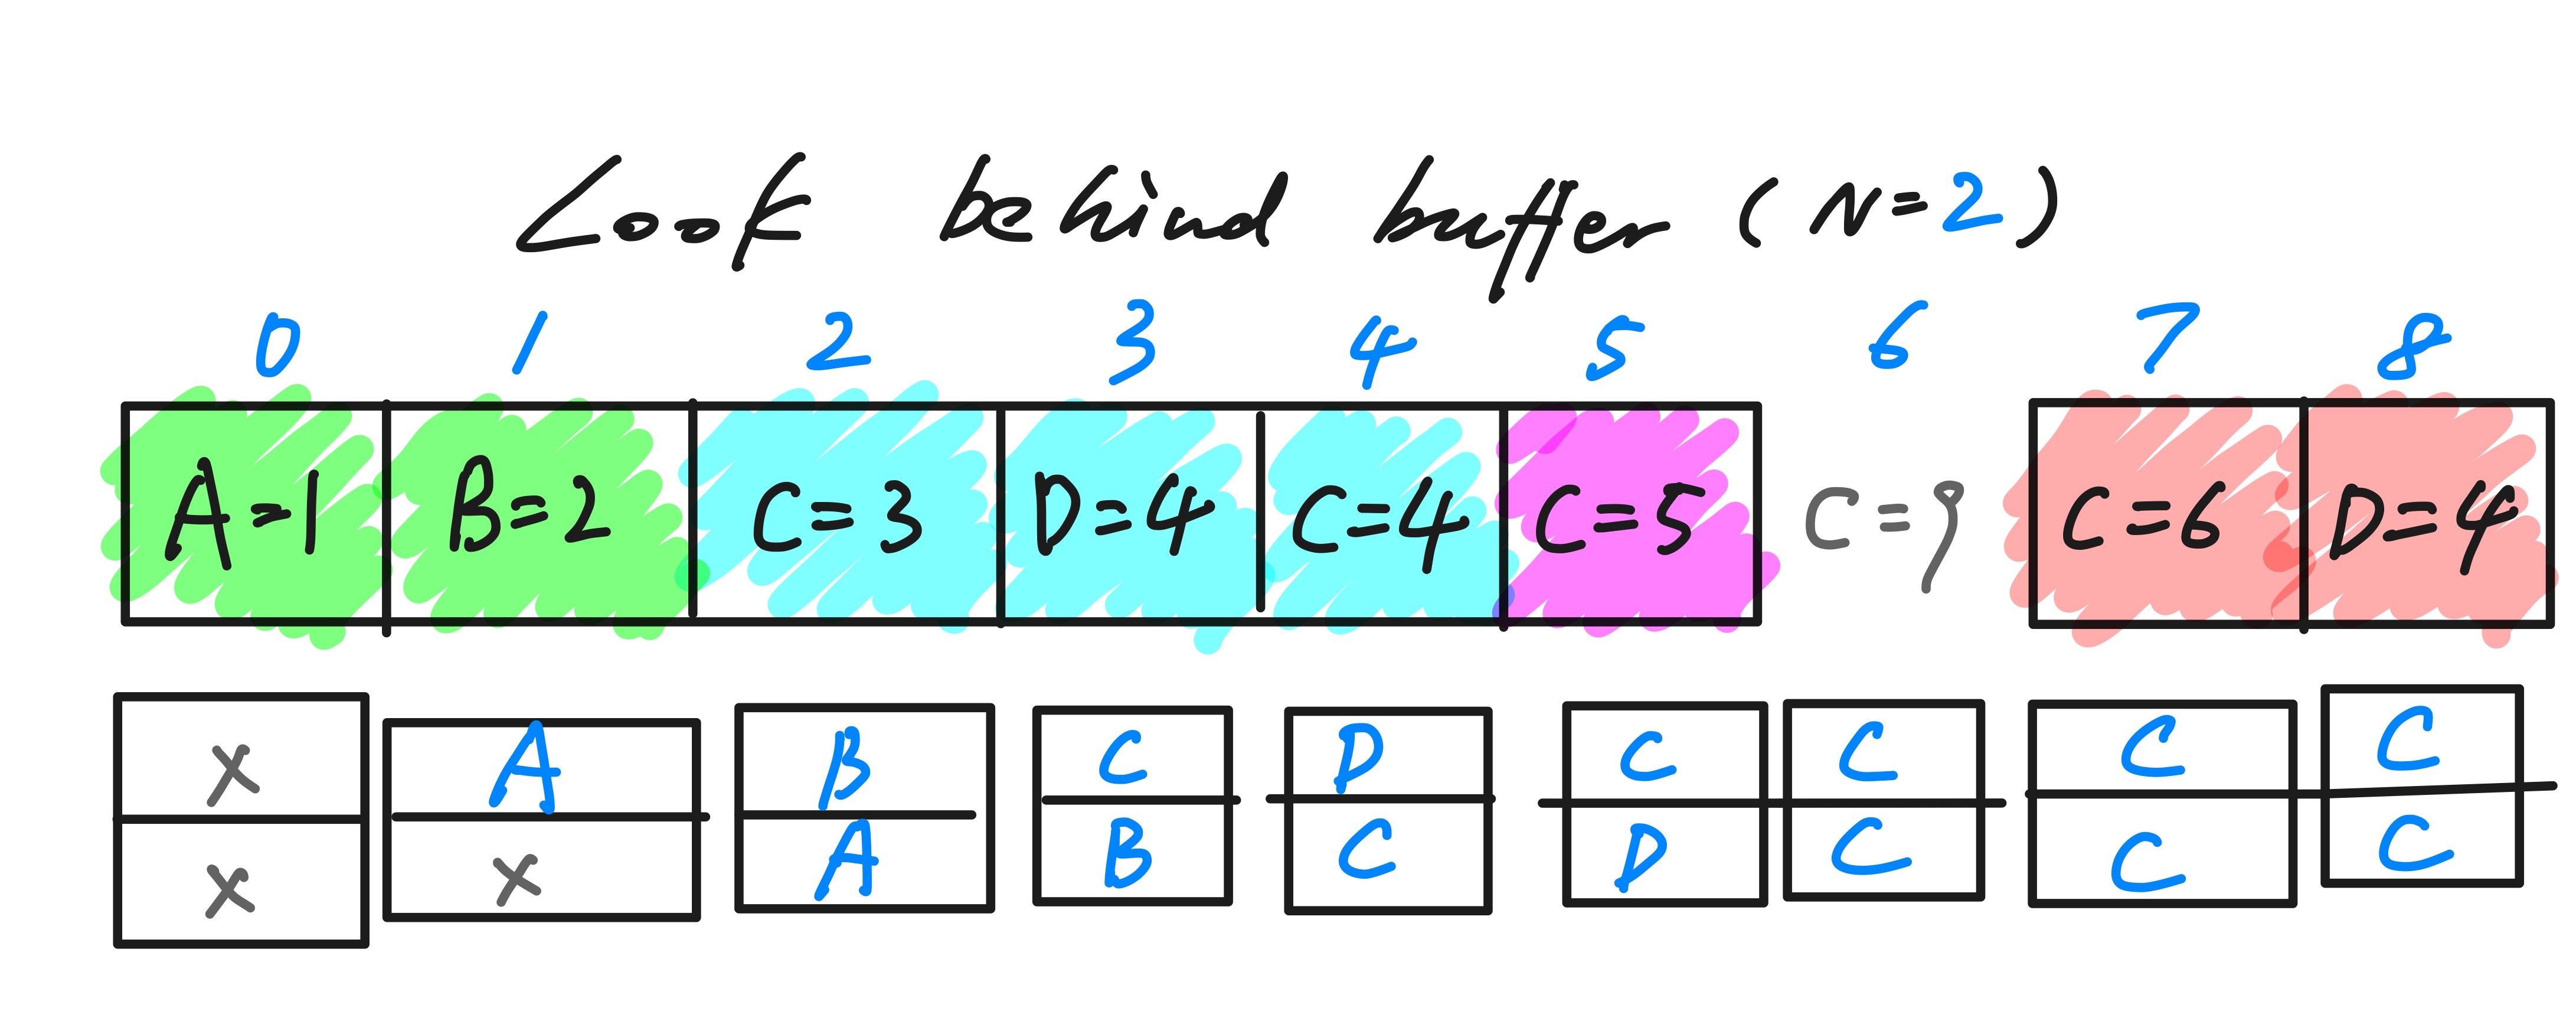 Look behind buffer (N=2)
0 1 2 3 4 5 6 7 8
A=1 B=2 C=3 D=4 C=4 C=5 C=9 C=6 D=4
x A B C D C C C C
x x A B C D C C C